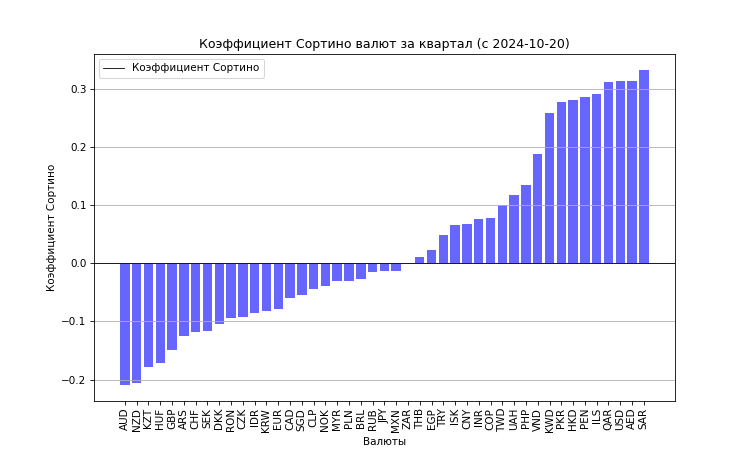 Коэффициент Сортино валют за квартал (с 2024-10-20)
Коэффициент Сортино
Коэффициент Сортино
0.3
0.2
0.1
0.0
−0.1
−0.2
AUD NZD KZT HUF GBP ARS CHF SEK DKK RON CZK IDR KRW EUR CAD SGD CLP NOK MYR PLN BRL RUB JPY MXN ZAR THB EGP TRY ISK CNY INR COP TWD UAH PHP VND KWD PKR HKD PEN ILS QAR USD AED SAR
Валюты